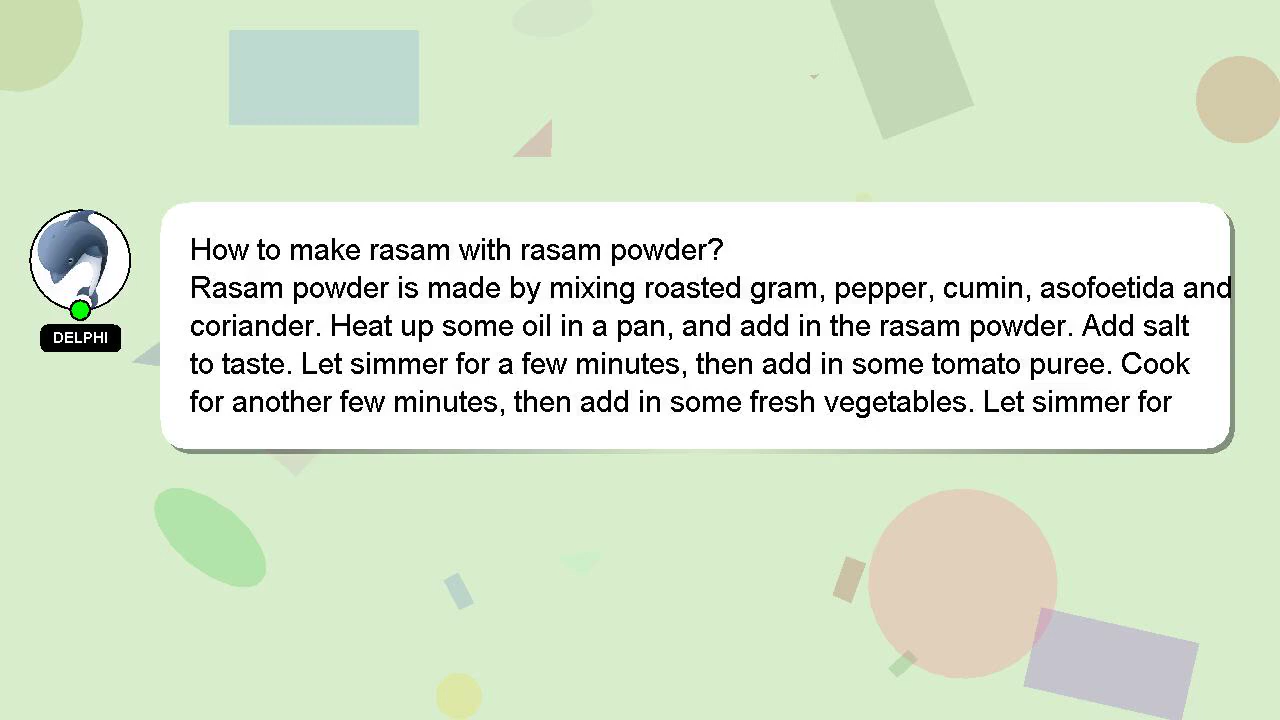 How to make rasam with rasam powder?
Rasam powder is made by mixing roasted gram, pepper, cumin, asofoetida and
coriander. Heat up some oil in a pan, and add in the rasam powder. Add salt
to taste. Let simmer for a few minutes, then add in some tomato puree. Cook
for another few minutes, then add in some fresh vegetables. Let simmer for
DELPHI